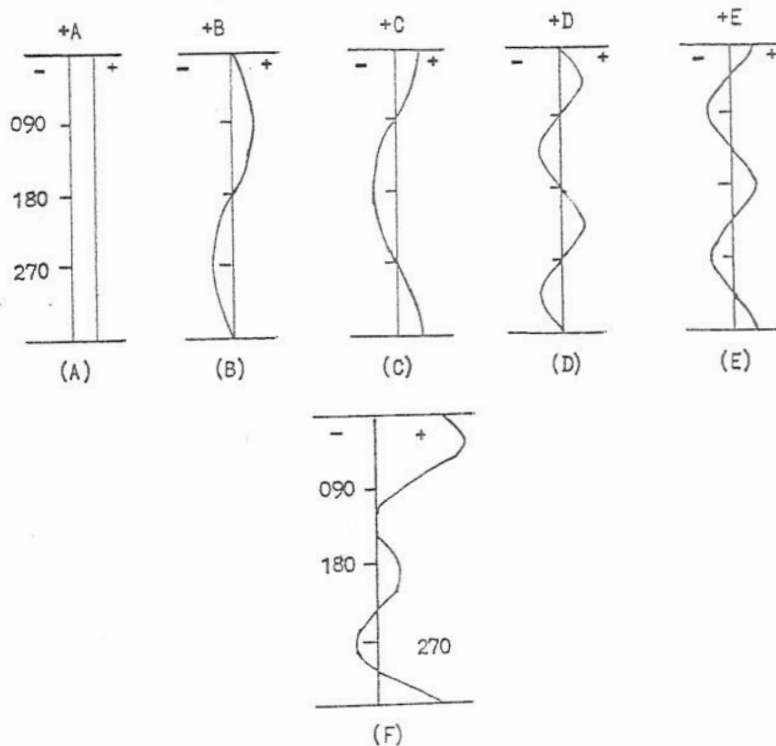 +A +B +C +D +E
- + - + - + - + - +
090
180
270
(A) (B) (C) (D) (E)
- +
090
180
270
(F)